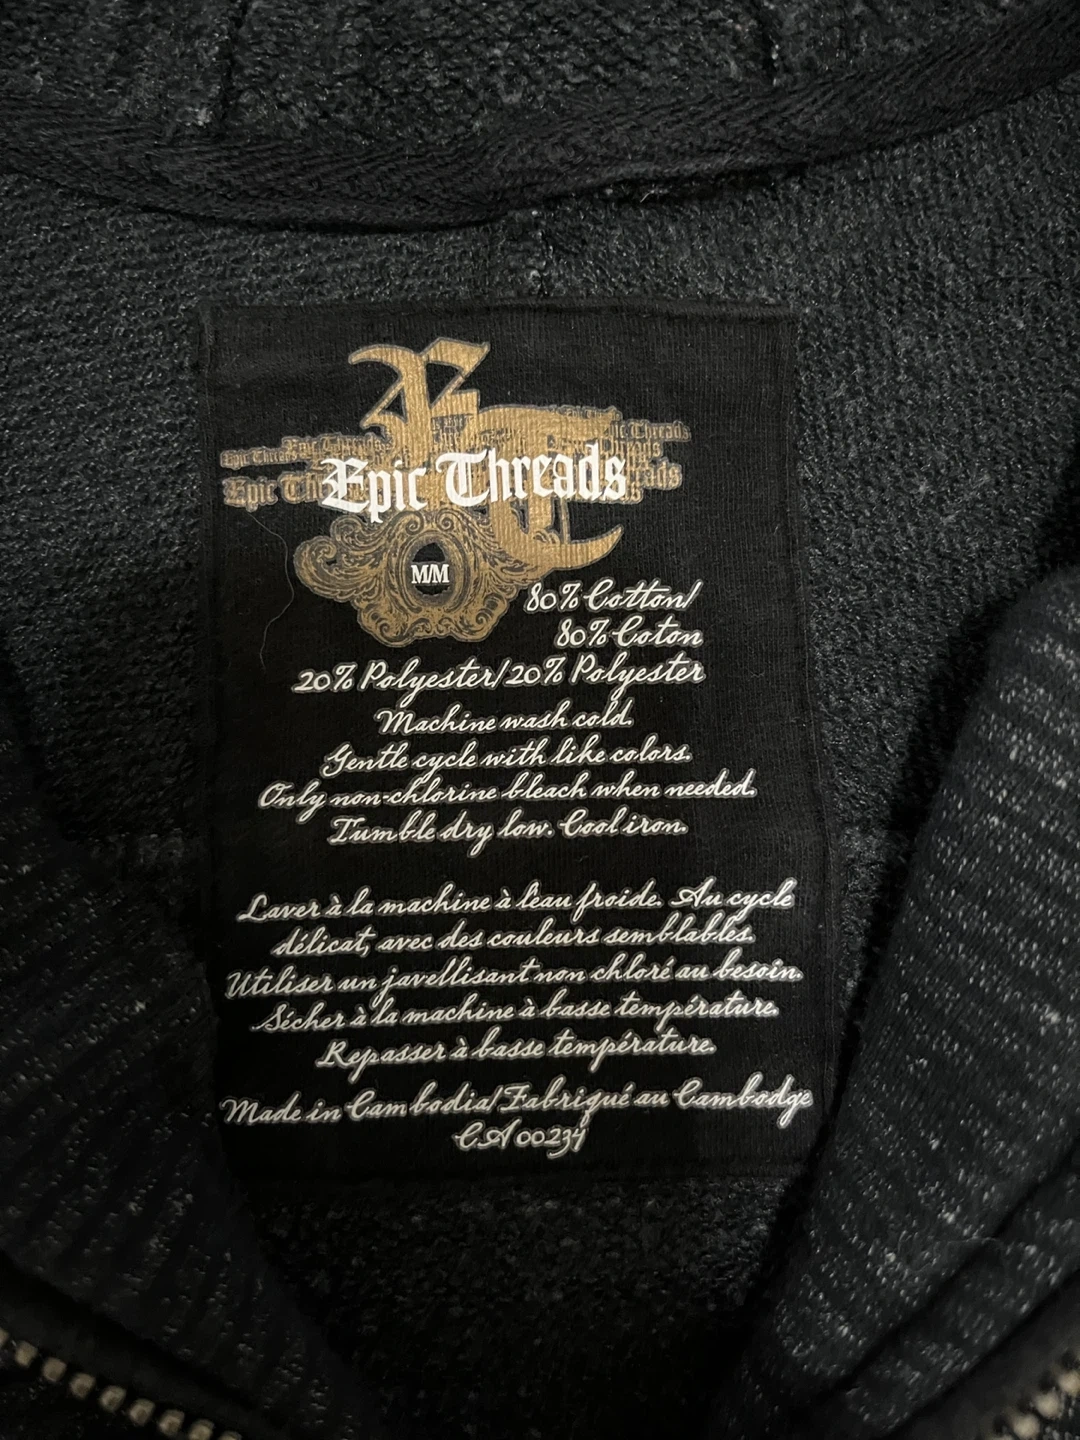 Epic Threads
M/M
80% Cotton/
80% Coton
20% Polyester/20% Polyester
Machine wash cold.
Gentle cycle with like colors.
Only non-chlorine bleach when needed.
Tumble dry low. Cool iron.
Laver à la machine à l'eau froide. Au cycle
délicat, avec des couleurs semblables.
Utiliser un javellisant non chloré au besoin.
Sécher à la machine à basse température.
Repasser à basse température.
Made in Cambodia/Fabriqué au Cambodge
CA 00234